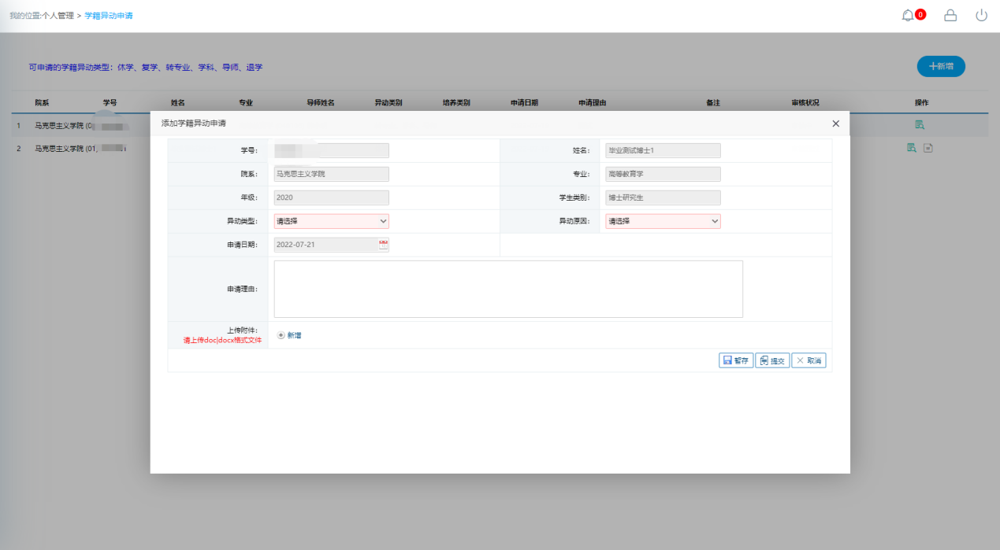 我的位置:个人管理 > 学籍异动申请
0
可申请的学籍异动类型：休学、复学、转专业、学科、导师、退学
新增
院系 学号 姓名 专业 导师姓名 异动类别 培养类别 申请日期 申请理由 备注 审核状况 操作
1 马克思主义学院 (0
2 马克思主义学院 (01,
添加学籍异动申请
学号：
姓名： 毕业测试博士1
院系： 马克思主义学院
专业： 高等教育学
年级： 2020
学生类别： 博士研究生
异动类型： 请选择
异动原因： 请选择
申请日期： 2022-07-21
申请理由：
上传附件：
请上传doc|docx格式文件
新增
暂存 提交 取消